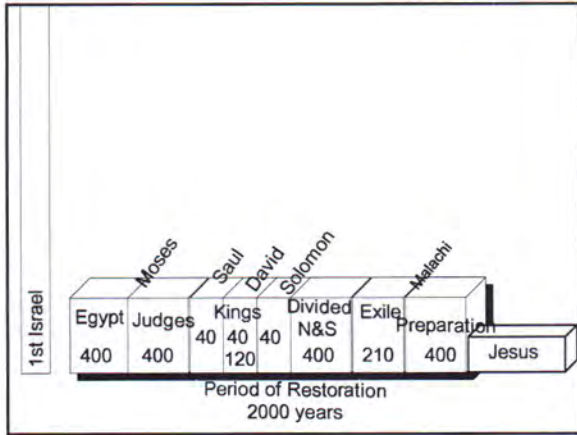 1st Israel
Moses
Saul
David
Solomon
Malachi
Egypt
400
Judges
400
Kings
40 40 40
120
Divided
N&S
400
Exile
210
Preparation
400
Jesus
Period of Restoration
2000 years